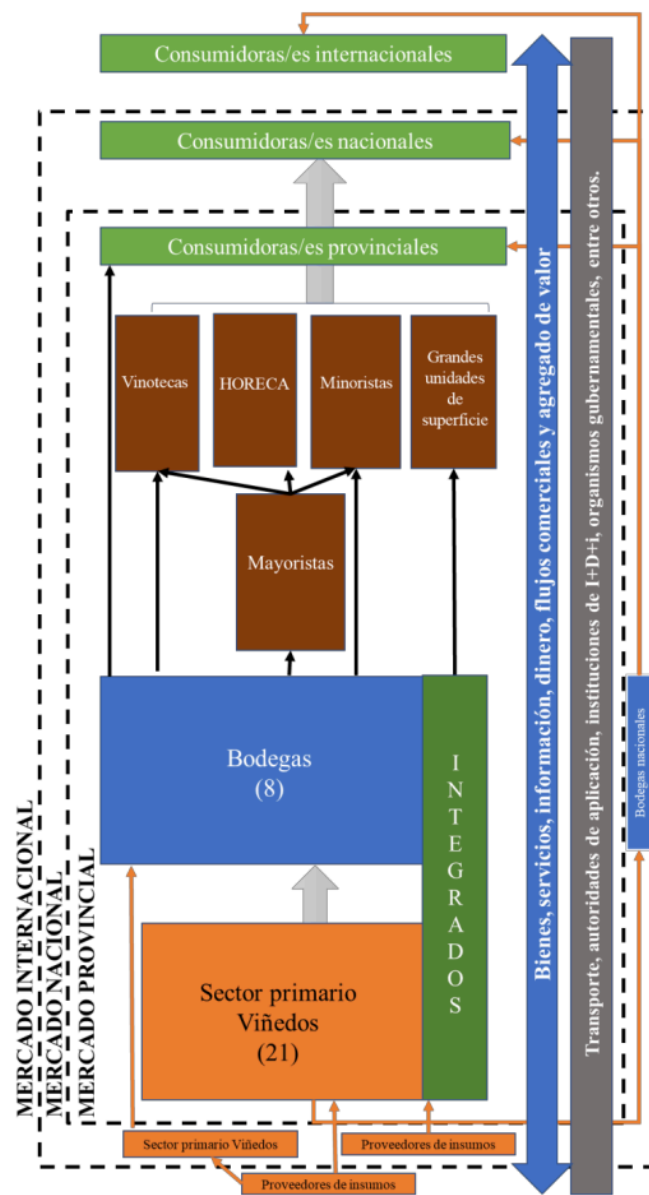 Consumidoras/es internacionales
Consumidoras/es nacionales
Consumidoras/es provinciales
Vinotecas
HORECA
Minoristas
Grandes
unidades
de
superficie
Mayoristas
Bodegas
(8)
INTEGRADOS
Sector primario
Viñedos
(21)
MERCADO INTERNACIONAL
MERCADO NACIONAL
MERCADO PROVINCIAL
Bienes, servicios, información, dinero, flujos comerciales y agregado de valor
Transporte, autoridades de aplicación, instituciones de I+D+i, organismos gubernamentales, entre otros.
Bodegas nacionales
Sector primario Viñedos
Proveedores de insumos
Proveedores de insumos